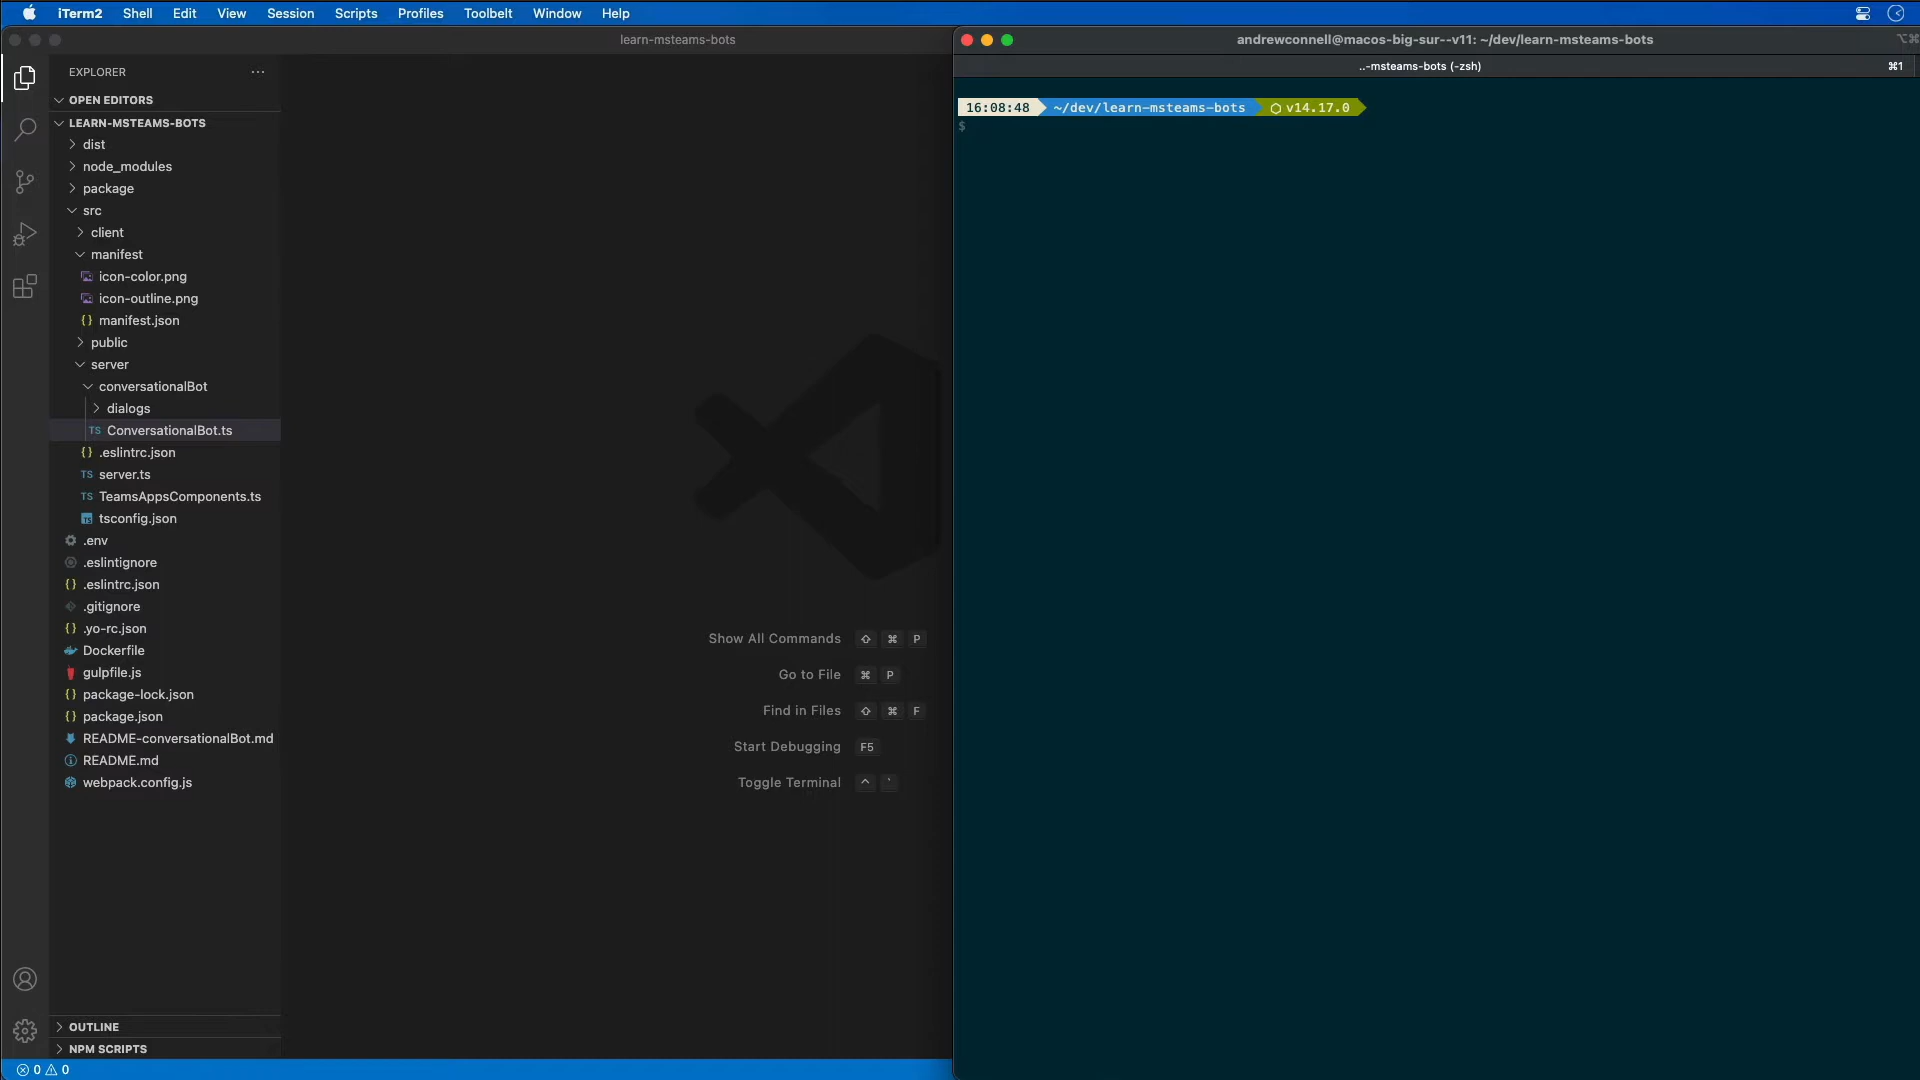 iTerm2 Shell Edit View Session Scripts Profiles Toolbelt Window Help
learn-msteams-bots
EXPLORER
OPEN EDITORS
LEARN-MSTEAMS-BOTS
dist
node_modules
package
src
client
manifest
icon-color.png
icon-outline.png
{} manifest.json
public
server
conversationalBot
dialogs
TS ConversationalBot.ts
{} .eslintrc.json
TS server.ts
TS TeamsAppsComponents.ts
TS tsconfig.json
.env
.eslintignore
{} .eslintrc.json
.gitignore
{} .yo-rc.json
Dockerfile
gulpfile.js
{} package-lock.json
{} package.json
README-conversationalBot.md
README.md
webpack.config.js
OUTLINE
NPM SCRIPTS
0 0
Show All Commands ⇧ ⌘ P
Go to File ⌘ P
Find in Files ⇧ ⌘ F
Start Debugging F5
Toggle Terminal ^ `
andrewconnell@macos-big-sur--v11: ~/dev/learn-msteams-bots ⌥⌘
..-msteams-bots (-zsh) ⌘1
16:08:48 ~/dev/learn-msteams-bots v14.17.0
$